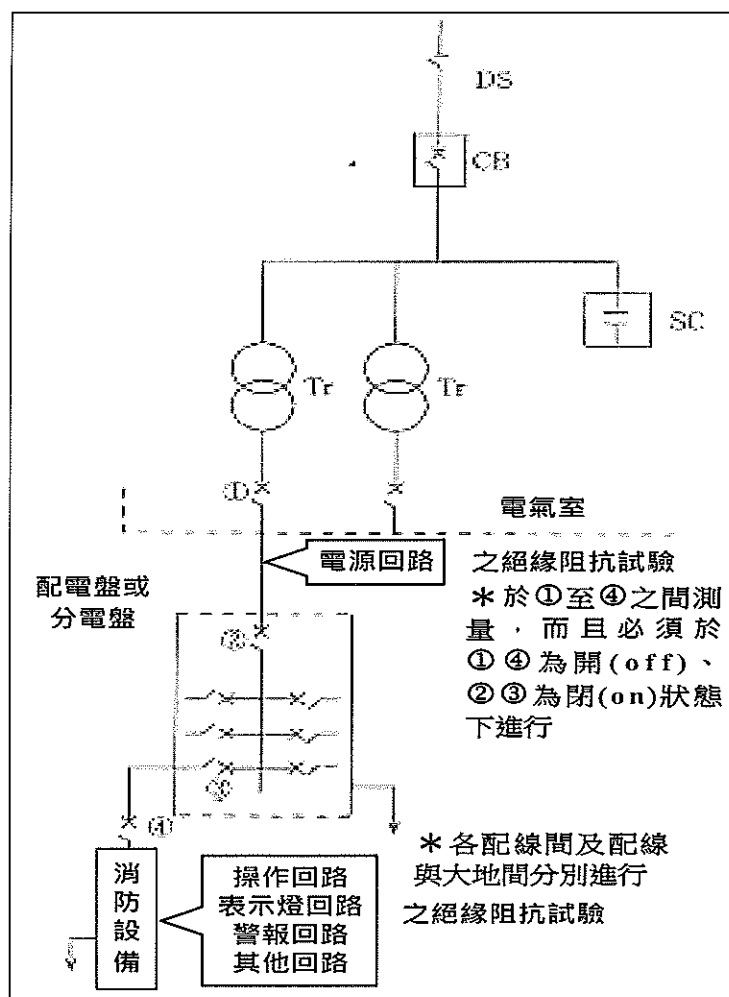 DS
CB
SC
Tr
Tr
①
電氣室
電源回路
之絕緣阻抗試驗
＊於①至④之間測
量，而且必須於
①④為開(off)、
②③為閉(on)狀態
下進行
配電盤或
分電盤
②
③
④
＊各配線間及配線
與大地間分別進行
之絕緣阻抗試驗
消
防
設
備
操作回路
表示燈回路
警報回路
其他回路